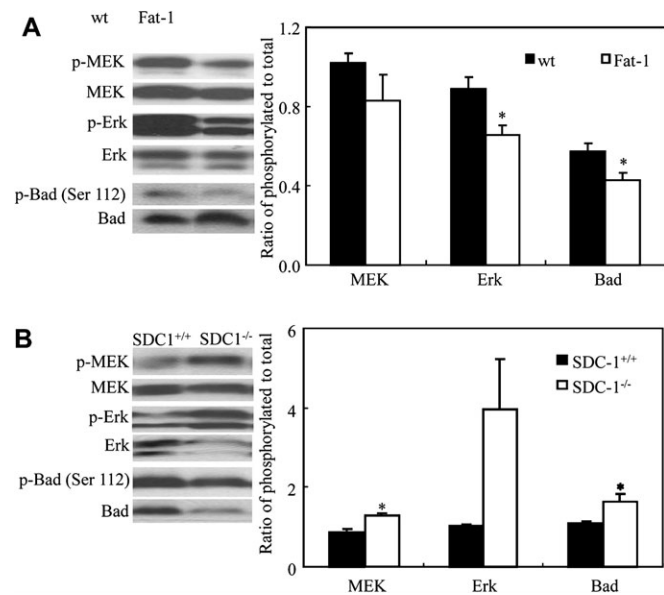 A
wt Fat-1
p-MEK
MEK
p-Erk
Erk
p-Bad (Ser 112)
Bad
Ratio of phosphorylated to total
1.2
0.8
0.4
0.0
wt Fat-1
*
*
MEK Erk Bad
B
SDC1+/+ SDC1-/-
p-MEK
MEK
p-Erk
Erk
p-Bad (Ser 112)
Bad
Ratio of phosphorylated to total
6
4
2
0
SDC-1+/+
SDC-1-/-
*
*
MEK Erk Bad